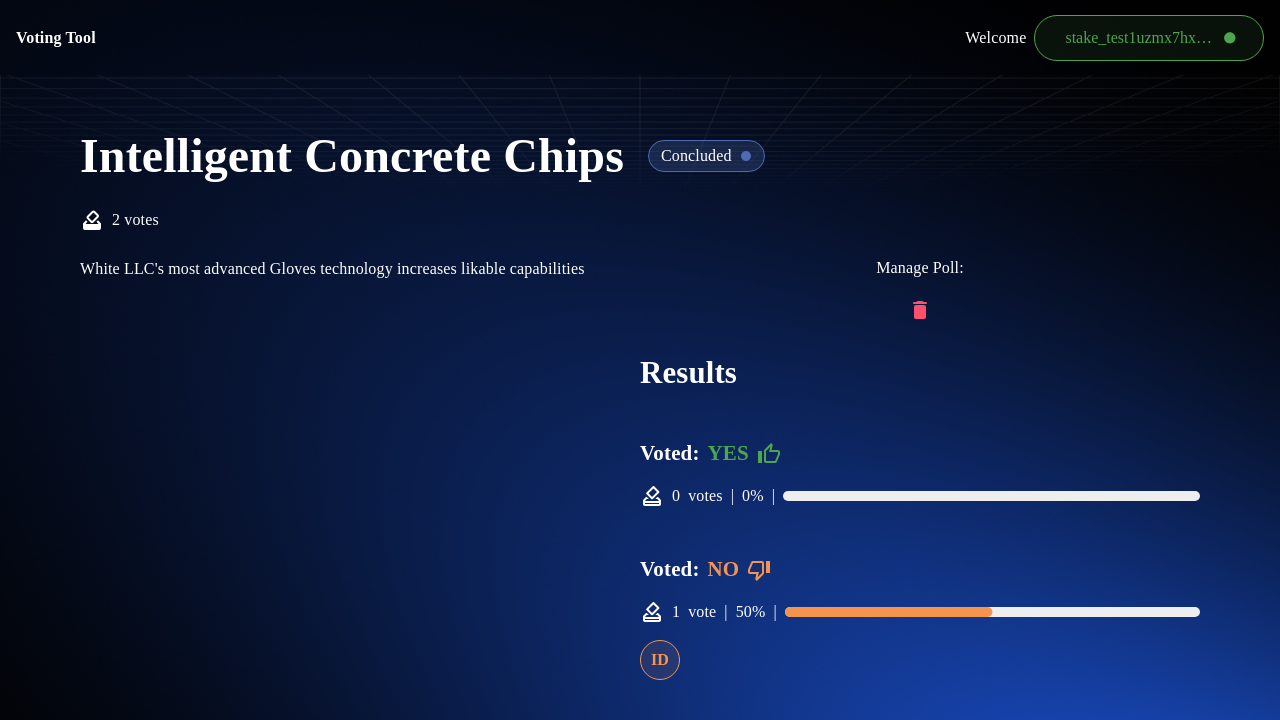 Voting Tool
Welcome
stake_test1uzmx7hx…
Intelligent Concrete Chips
Concluded
2 votes
White LLC's most advanced Gloves technology increases likable capabilities
Manage Poll:
Results
Voted: YES
0 votes | 0% |
Voted: NO
1 vote | 50% |
ID